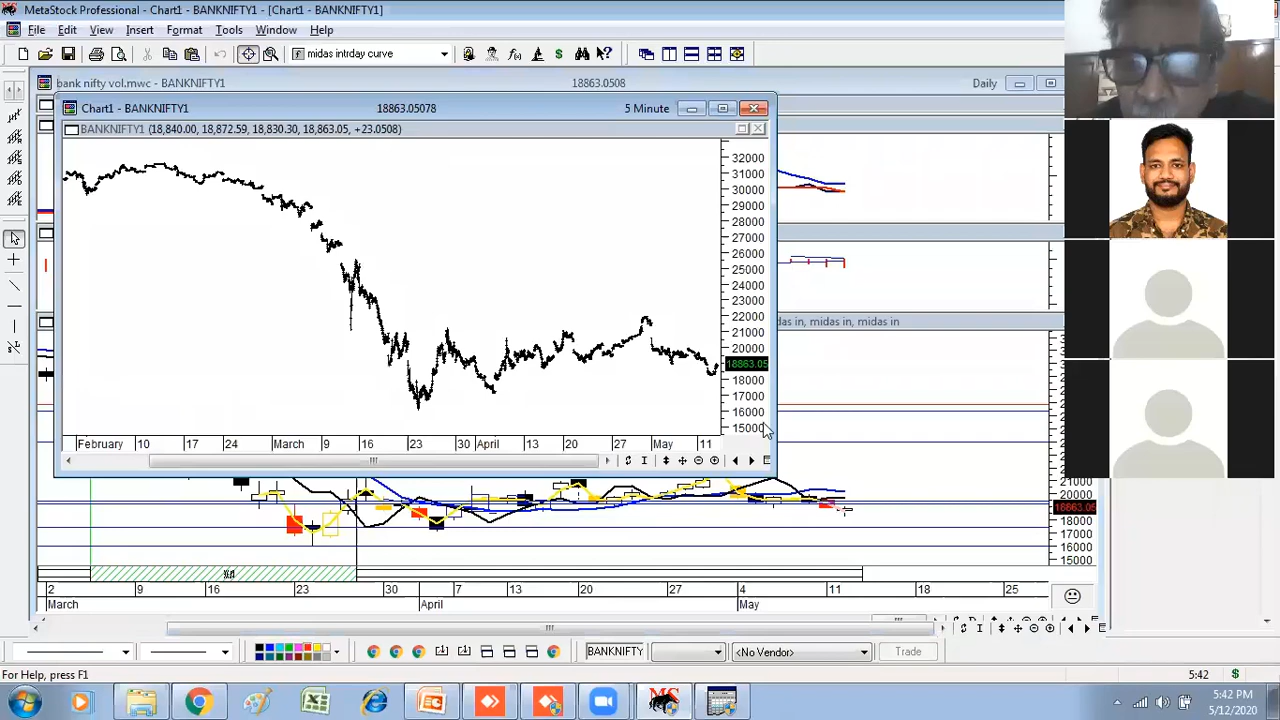 MetaStock Professional - Chart1 - BANKNIFTY1 - [Chart1 - BANKNIFTY1]
File Edit View Insert Format Tools Window Help
midas intrday curve
bank nifty vol.mwc - BANKNIFTY1 18863.0508 Daily
Chart1 - BANKNIFTY1 18863.05078 5 Minute
BANKNIFTY1 (18,840.00, 18,872.59, 18,830.30, 18,863.05, +23.0508)
32000
31000
30000
29000
28000
27000
26000
25000
24000
23000
22000
21000
20000
18863.05
18000
17000
16000
15000
das in, midas in, midas in
February 10 17 24 March 9 16 23 30 April 13 20 27 May 11
21000
20000
18863.05
18000
17000
16000
15000
2 9 16 23 30 7 13 20 27 4 11 18 25
March April May
BANKNIFTY <No Vendor> Trade
For Help, press F1 5:42 $
5:42 PM
5/12/2020